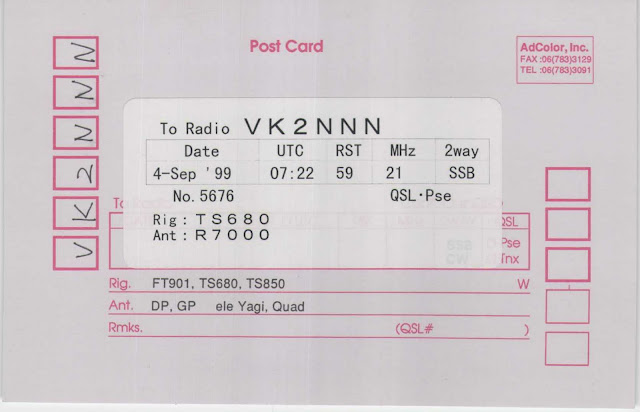 Post Card
AdColor, Inc.
FAX :06(783)3129
TEL :06(783)3091
V K 2 N N N
To Radio VK2NNN
Date UTC RST MHz 2way
4-Sep '99 07:22 59 21 SSB
No. 5676 QSL·Pse
Rig: TS680
Ant: R7000
QSL
SSB Pse
CW Tnx
Rig. FT901, TS680, TS850 W
Ant. DP, GP ele Yagi, Quad
Rmks. (QSL# )